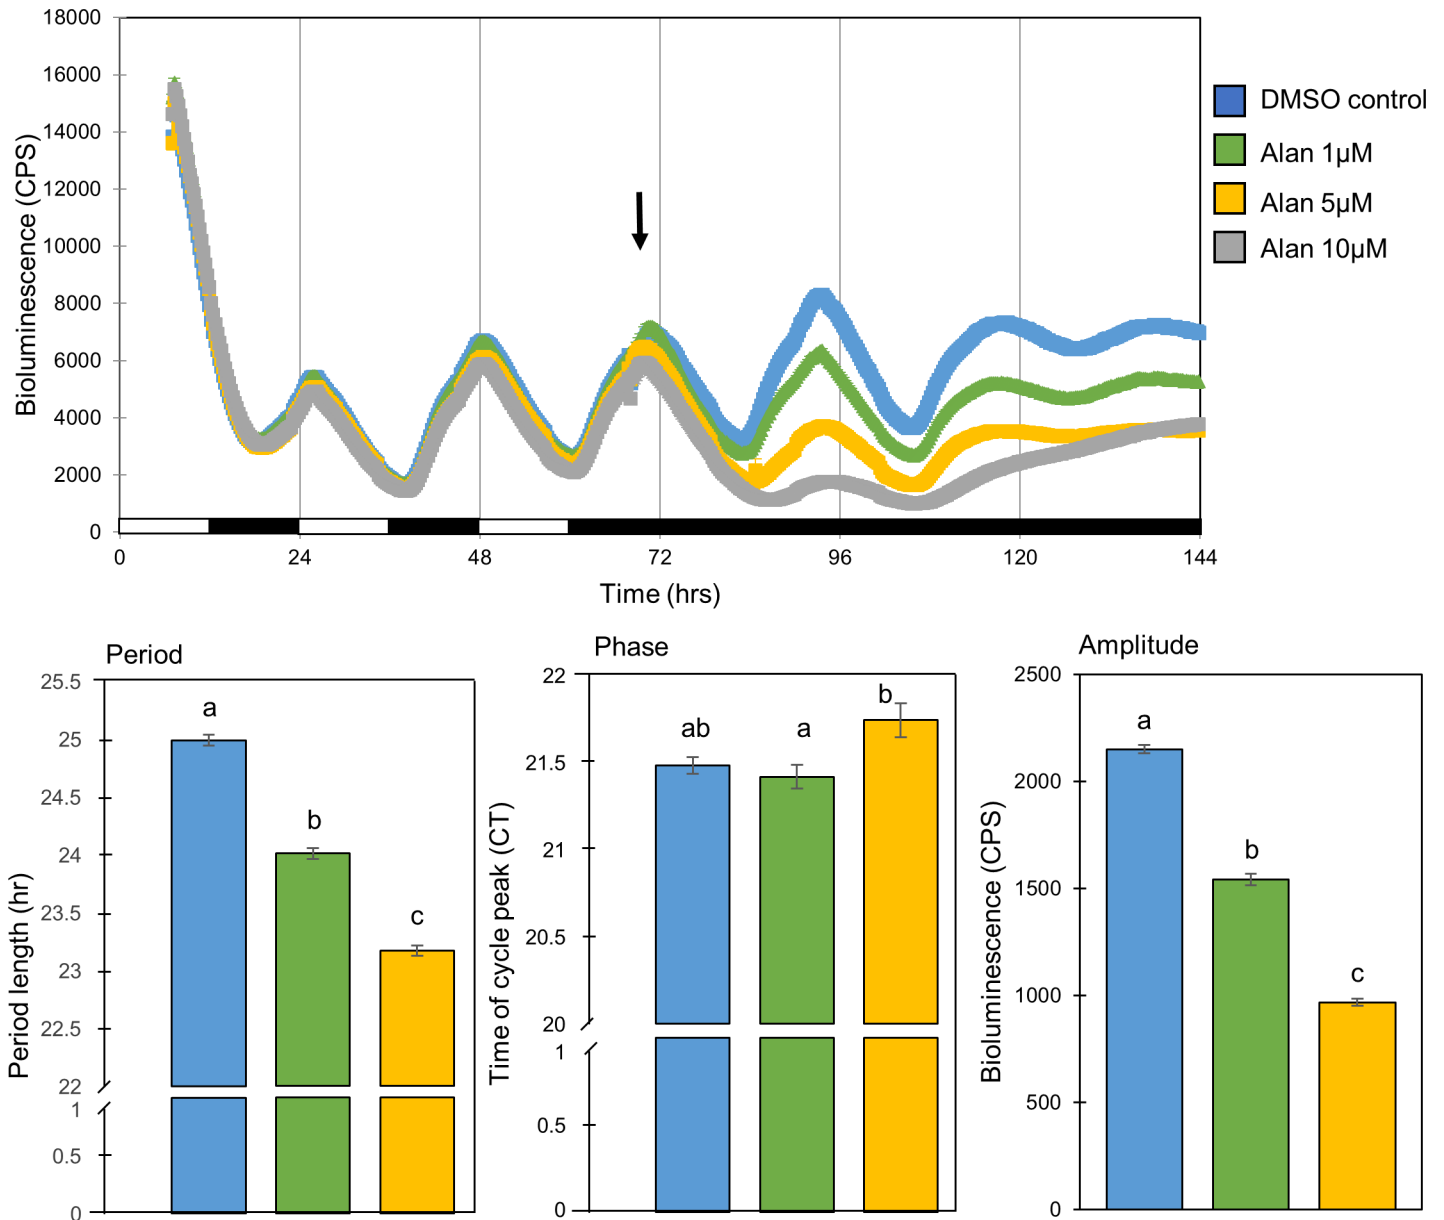 18000
16000
14000
12000
10000
8000
6000
4000
2000
0
Bioluminescence (CPS)
0 24 48 72 96 120 144
Time (hrs)
DMSO control
Alan 1µM
Alan 5µM
Alan 10µM
Period
25.5
25
24.5
24
23.5
23
22.5
22
1
0.5
0
Period length (hr)
a
b
c
Phase
22
21.5
21
20.5
20
1
0.5
0
Time of cycle peak (CT)
ab
a
b
Amplitude
2500
2000
1500
1000
500
0
Bioluminescence (CPS)
a
b
c